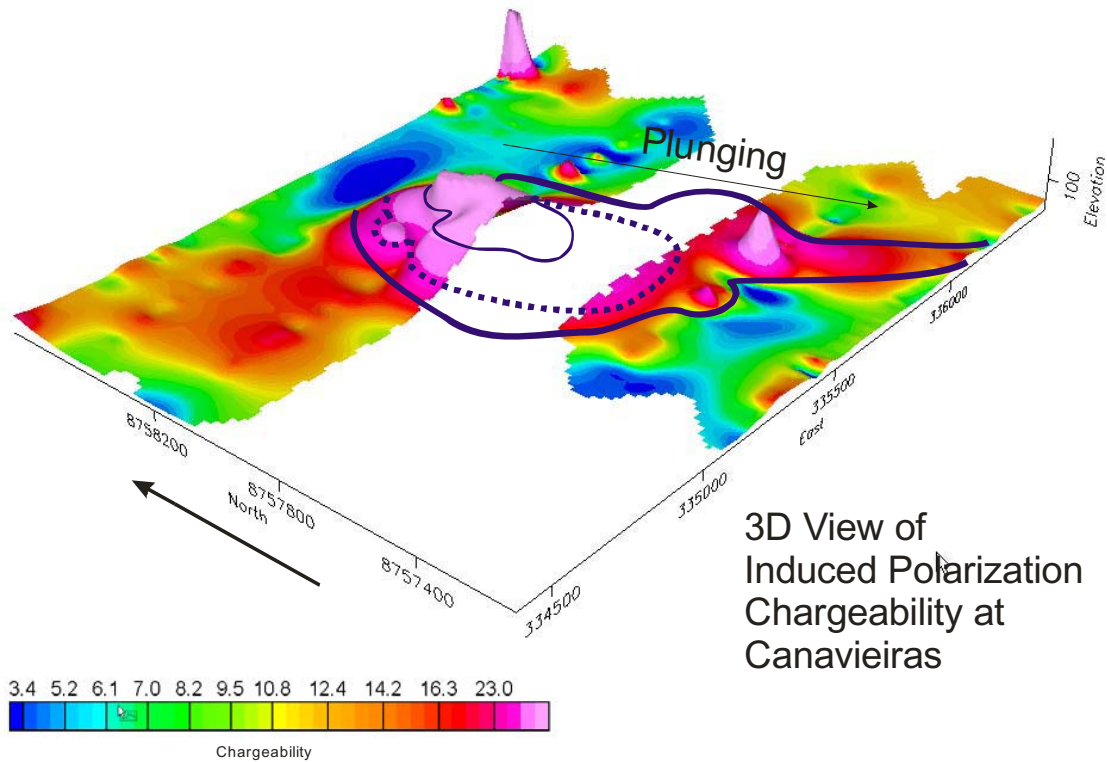 Plunging
100
Elevation
336000
335500
East
335000
334500
8758200
8757800
North
8757400
3D View of
Induced Polarization
Chargeability at
Canavieiras
3.4 5.2 6.1 7.0 8.2 9.5 10.8 12.4 14.2 16.3 23.0
Chargeability